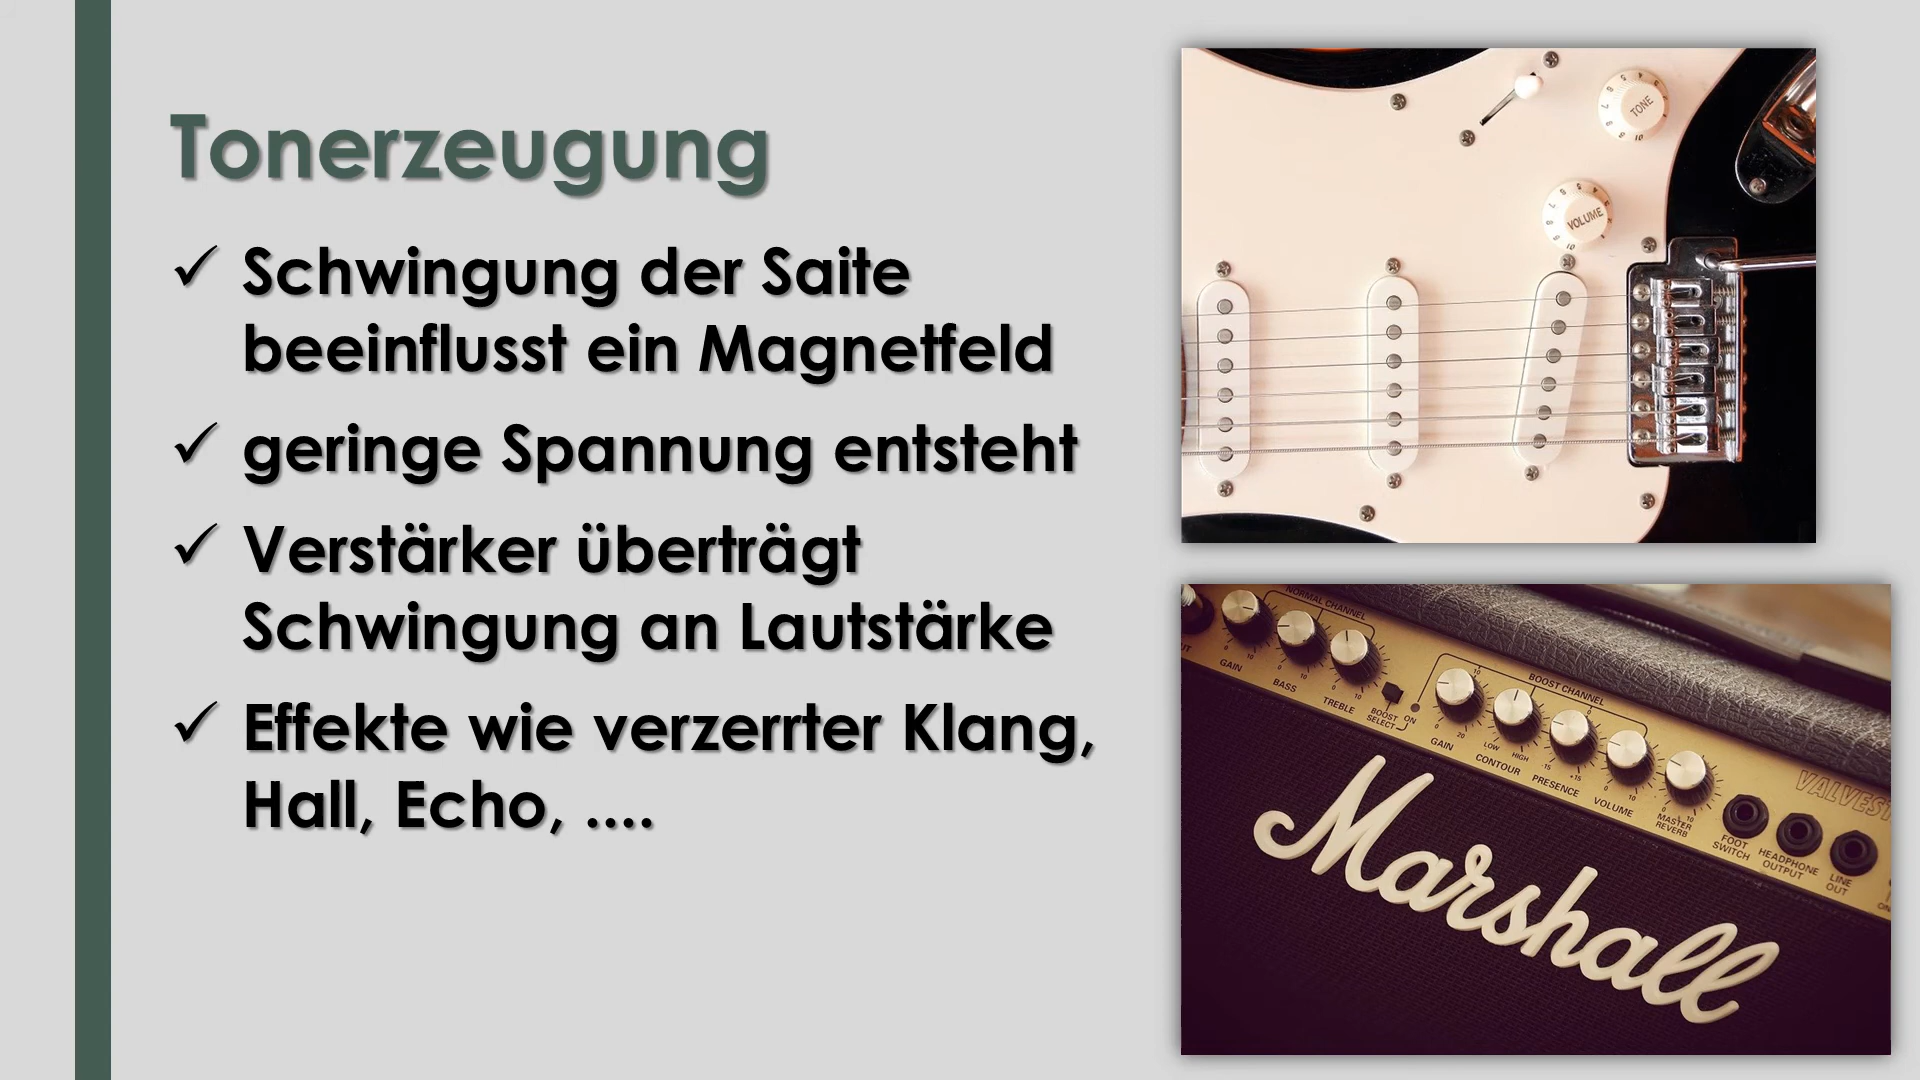 Tonerzeugung
✓ Schwingung der Saite
beeinflusst ein Magnetfeld
✓ geringe Spannung entsteht
✓ Verstärker überträgt
Schwingung an Lautstärke
✓ Effekte wie verzerrter Klang,
Hall, Echo, ....
TONE
VOLUME
NORMAL CHANNEL
GAIN
BASS
TREBLE
BOOST
SELECT
ON
BOOST CHANNEL
GAIN
LOW
HIGH
CONTOUR
PRESENCE
VOLUME
MASTER
REVERB
FOOT
SWITCH
HEADPHONE
OUTPUT
LINE
OUT
Marshall